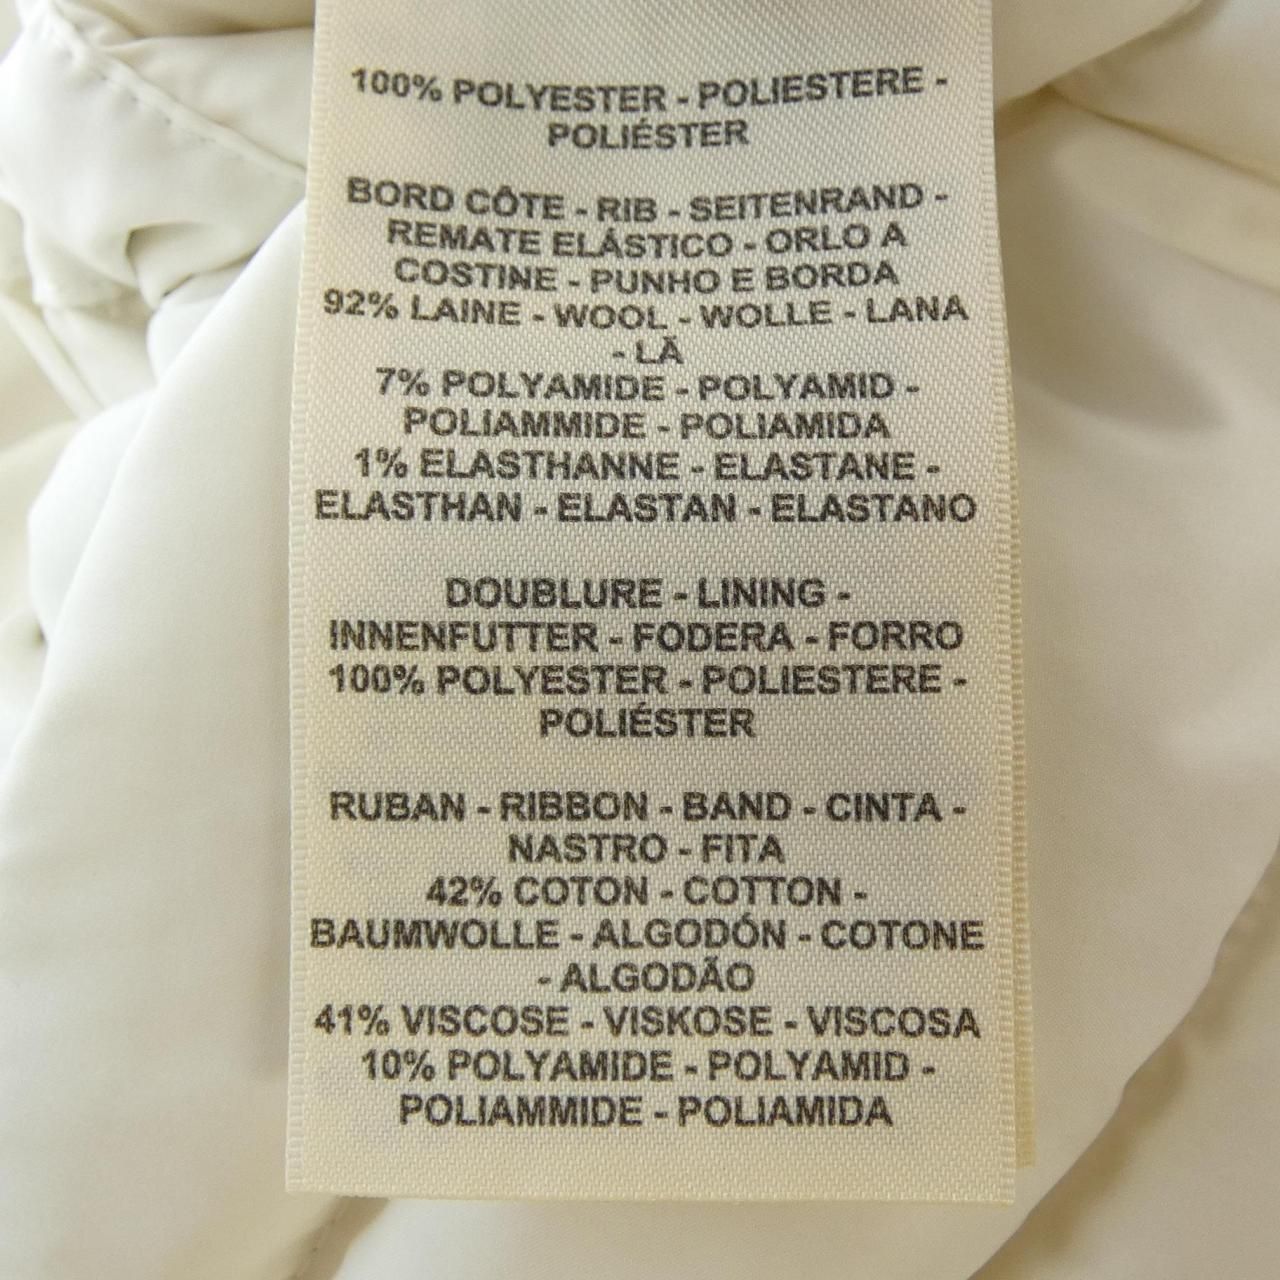 100% POLYESTER - POLIESTERE -
POLIÉSTER
BORD CÔTE - RIB - SEITENRAND -
REMATE ELÁSTICO - ORLO A
COSTINE - PUNHO E BORDA
92% LAINE - WOOL - WOLLE - LANA
- LÃ
7% POLYAMIDE - POLYAMID -
POLIAMMIDE - POLIAMIDA
1% ELASTHANNE - ELASTANE -
ELASTHAN - ELASTAN - ELASTANO
DOUBLURE - LINING -
INNENFUTTER - FODERA - FORRO
100% POLYESTER - POLIESTERE -
POLIÉSTER
RUBAN - RIBBON - BAND - CINTA -
NASTRO - FITA
42% COTON - COTTON -
BAUMWOLLE - ALGODÓN - COTONE
- ALGODÃO
41% VISCOSE - VISKOSE - VISCOSA
10% POLYAMIDE - POLYAMID -
POLIAMMIDE - POLIAMIDA